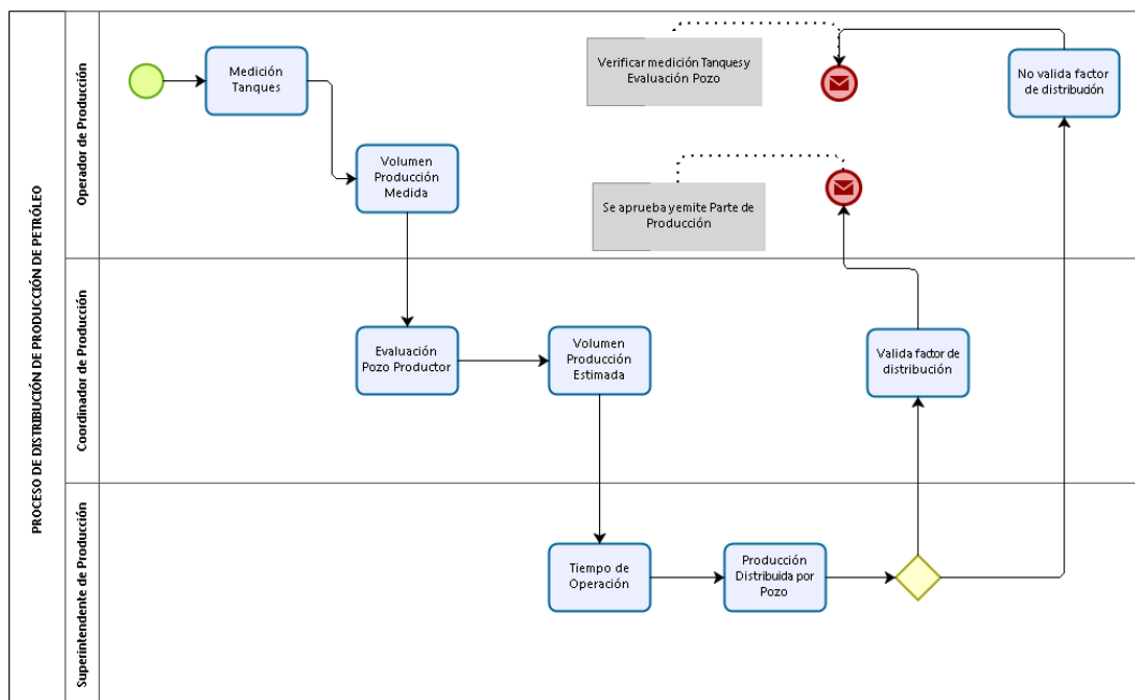 PROCESO DE DISTRIBUCIÓN DE PRODUCCIÓN DE PETRÓLEO
Operador de Producción
Medición
Tanques
Verificar medición Tanques y
Evaluación Pozo
No valida factor
de distribución
Volumen
Producción
Medida
Se aprueba y emite Parte de
Producción
Coordinador de Producción
Evaluación
Pozo Productor
Volumen
Producción
Estimada
Valida factor de
distribución
Superintendente de Producción
Tiempo de
Operación
Producción
Distribuida por
Pozo